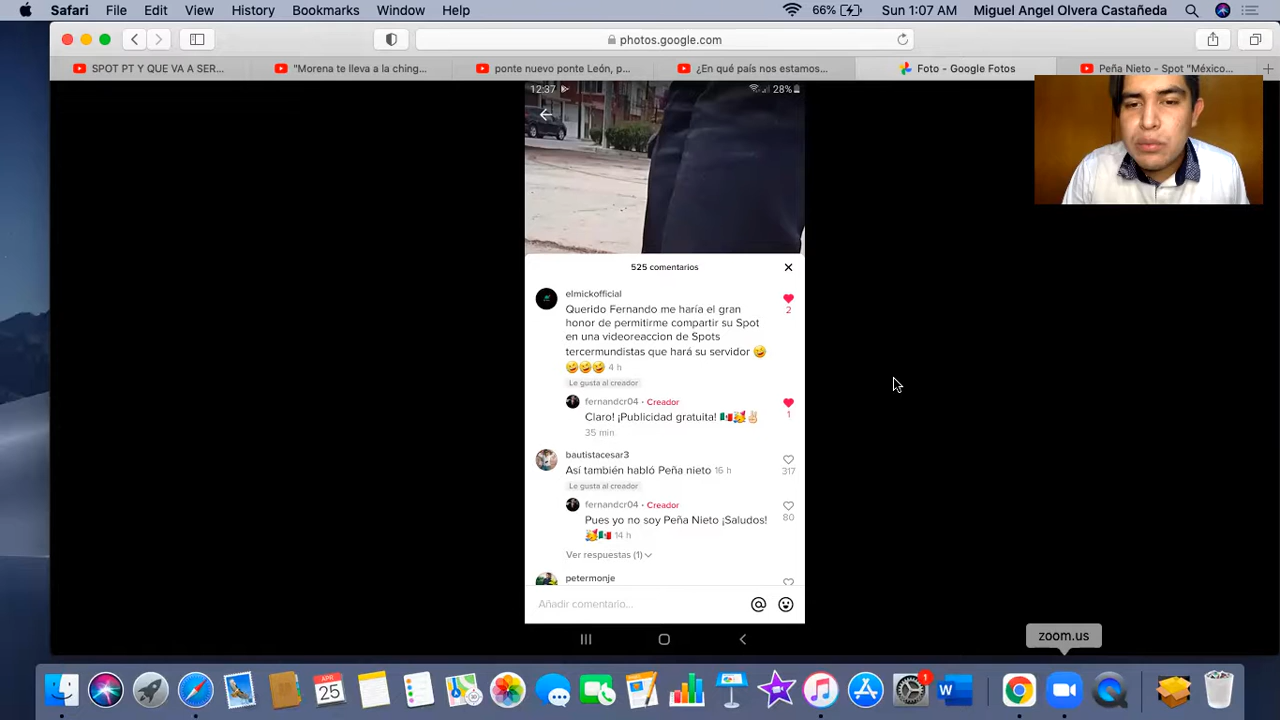 Safari File Edit View History Bookmarks Window Help 66% Sun 1:07 AM Miguel Angel Olvera Castañeda
photos.google.com
SPOT PT Y QUE VA A SER... "Morena te lleva a la ching... ponte nuevo ponte León, p... ¿En qué país nos estamos... Foto - Google Fotos Peña Nieto - Spot "México...
12:37 28%
525 comentarios
elmickofficial
Querido Fernando me haría el gran
honor de permitirme compartir su Spot
en una videoreaccion de Spots
tercermundistas que hará su servidor 🤣
🤣🤣🤣 4 h
2
Le gusta al creador
fernandcr04 • Creador
Claro! ¡Publicidad gratuita! 🇲🇽🥳✌🏻
35 min
1
bautistacesar3
Así también habló Peña nieto 16 h
317
Le gusta al creador
fernandcr04 • Creador
Pues yo no soy Peña Nieto ¡Saludos!
🥳🇲🇽 14 h
80
Ver respuestas (1)
petermonje
Añadir comentario...
zoom.us
APR
25
1
W